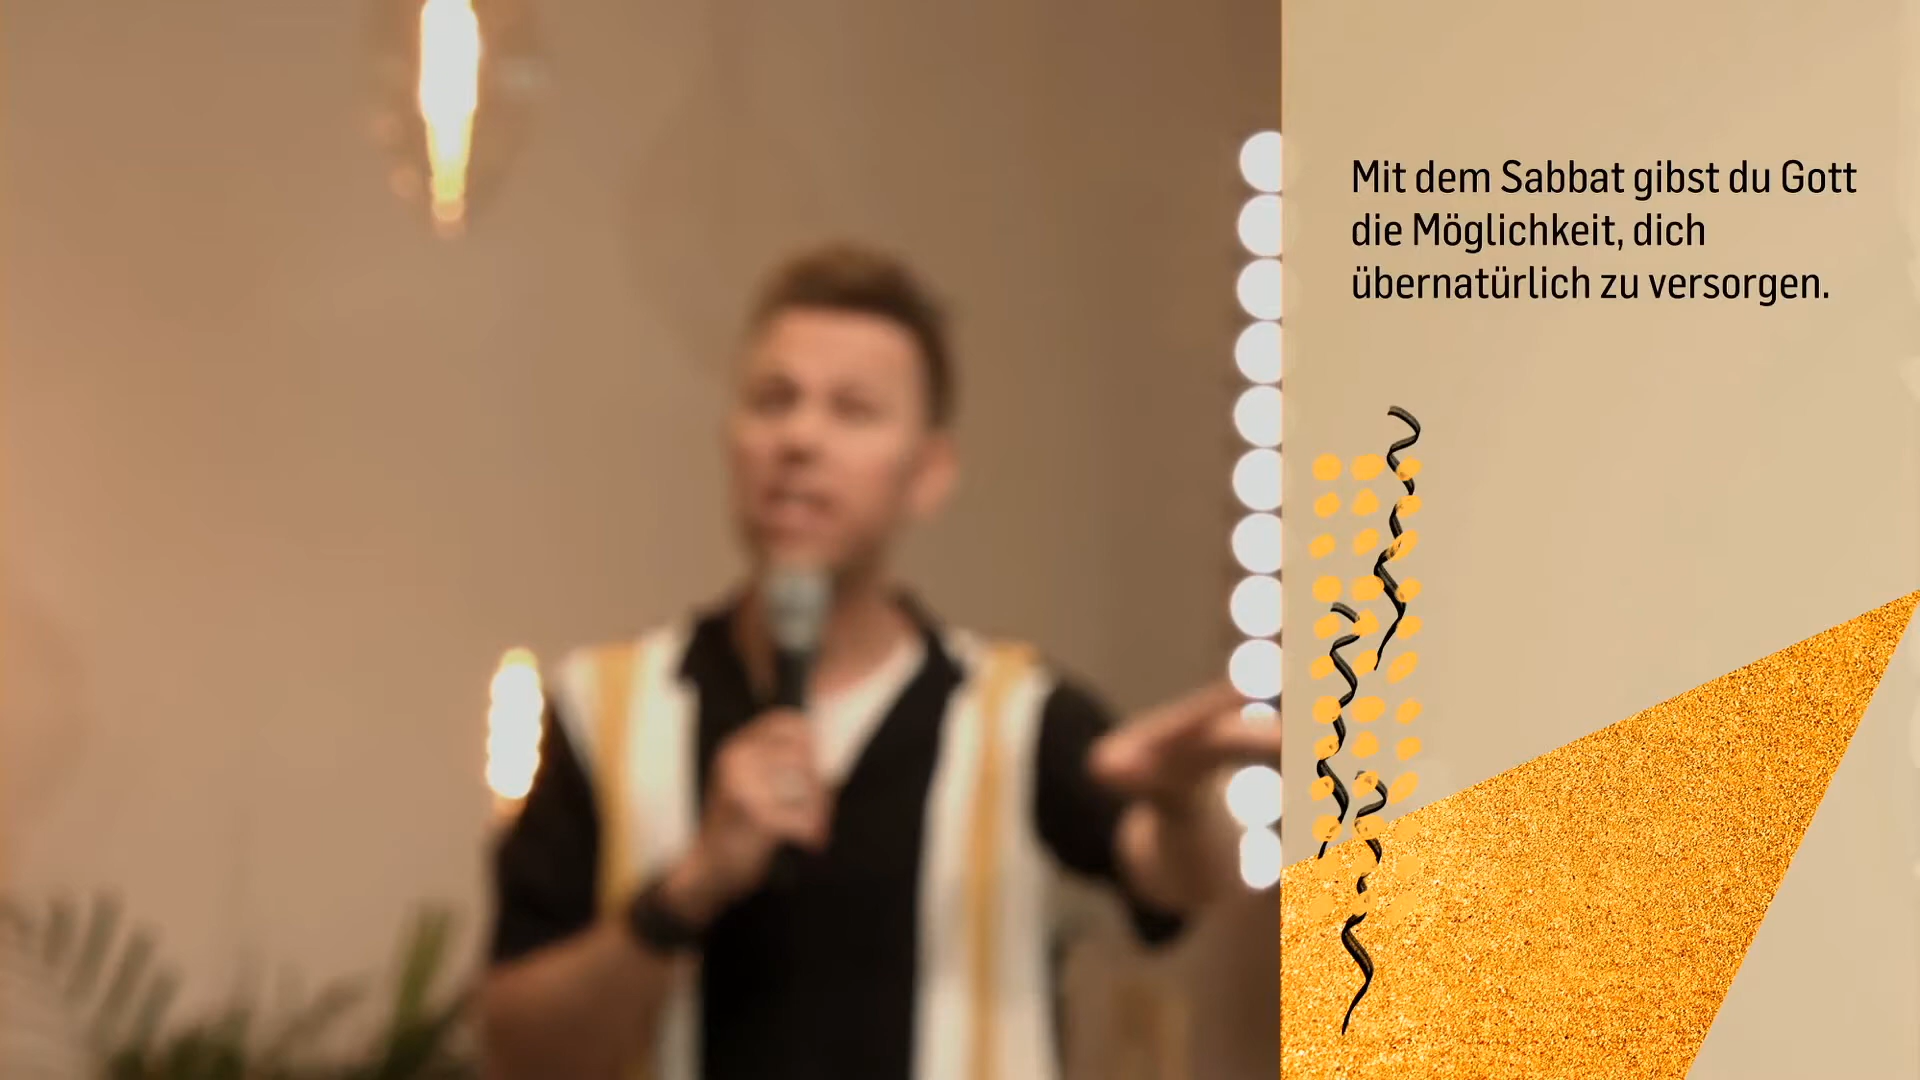 Mit dem Sabbat gibst du Gott
die Möglichkeit, dich
übernatürlich zu versorgen.